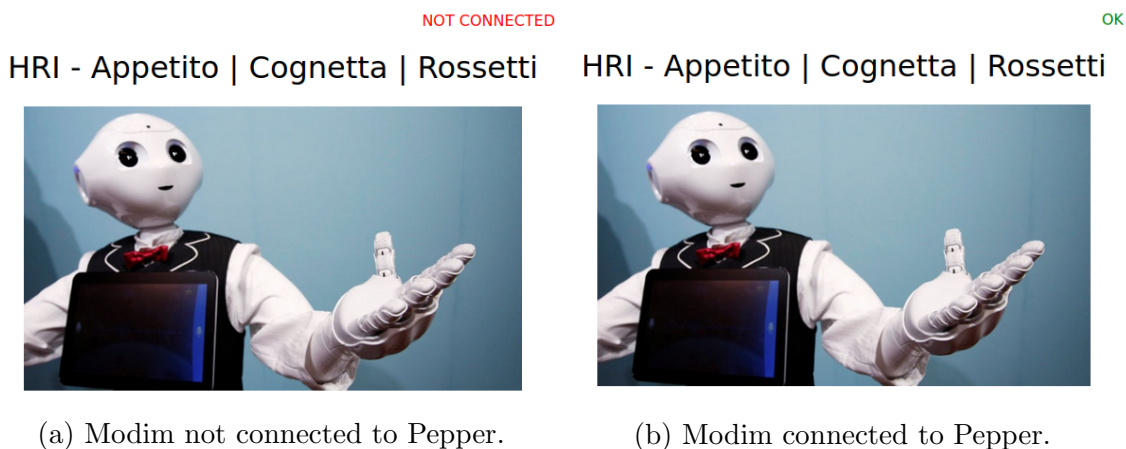 NOT CONNECTED
HRI - Appetito | Cognetta | Rossetti
(a) Modim not connected to Pepper.
OK
HRI - Appetito | Cognetta | Rossetti
(b) Modim connected to Pepper.